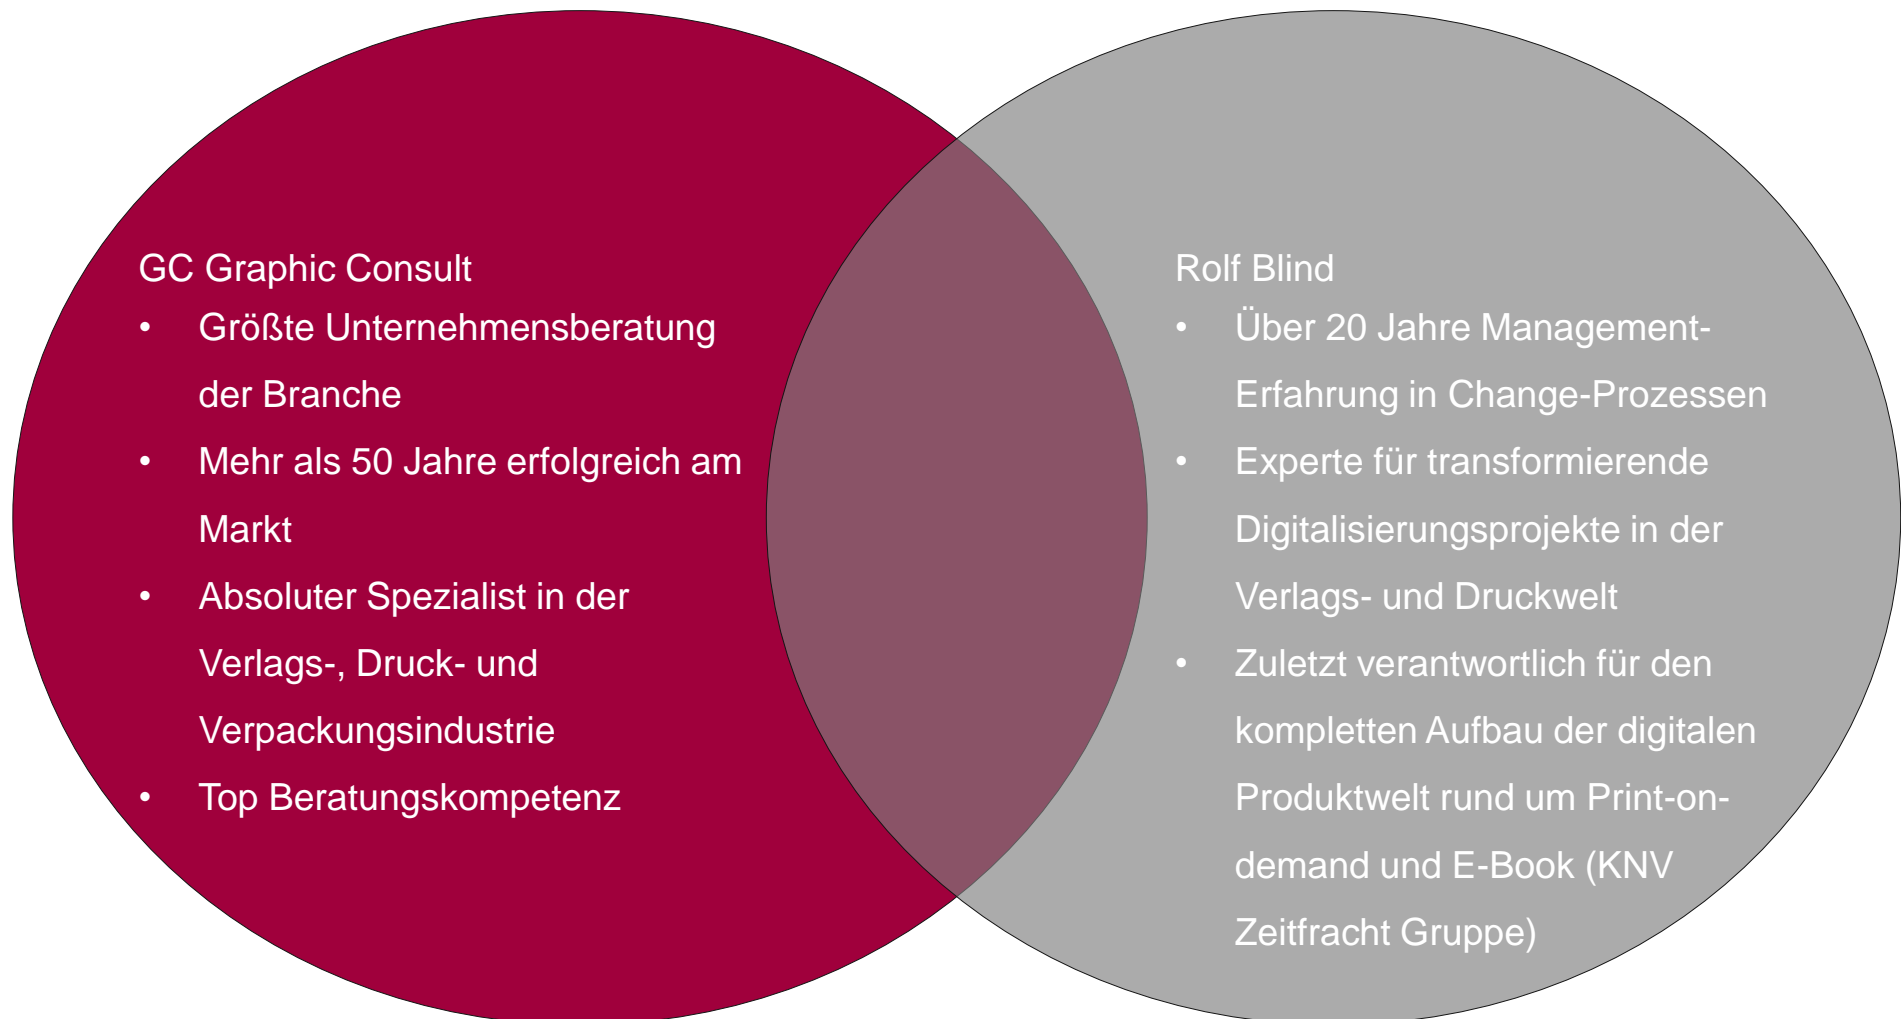 GC Graphic Consult
• Größte Unternehmensberatung
der Branche
• Mehr als 50 Jahre erfolgreich am
Markt
• Absoluter Spezialist in der
Verlags-, Druck- und
Verpackungsindustrie
• Top Beratungskompetenz
Rolf Blind
• Über 20 Jahre Management-
Erfahrung in Change-Prozessen
• Experte für transformierende
Digitalisierungsprojekte in der
Verlags- und Druckwelt
• Zuletzt verantwortlich für den
kompletten Aufbau der digitalen
Produktwelt rund um Print-on-
demand und E-Book (KNV
Zeitfracht Gruppe)